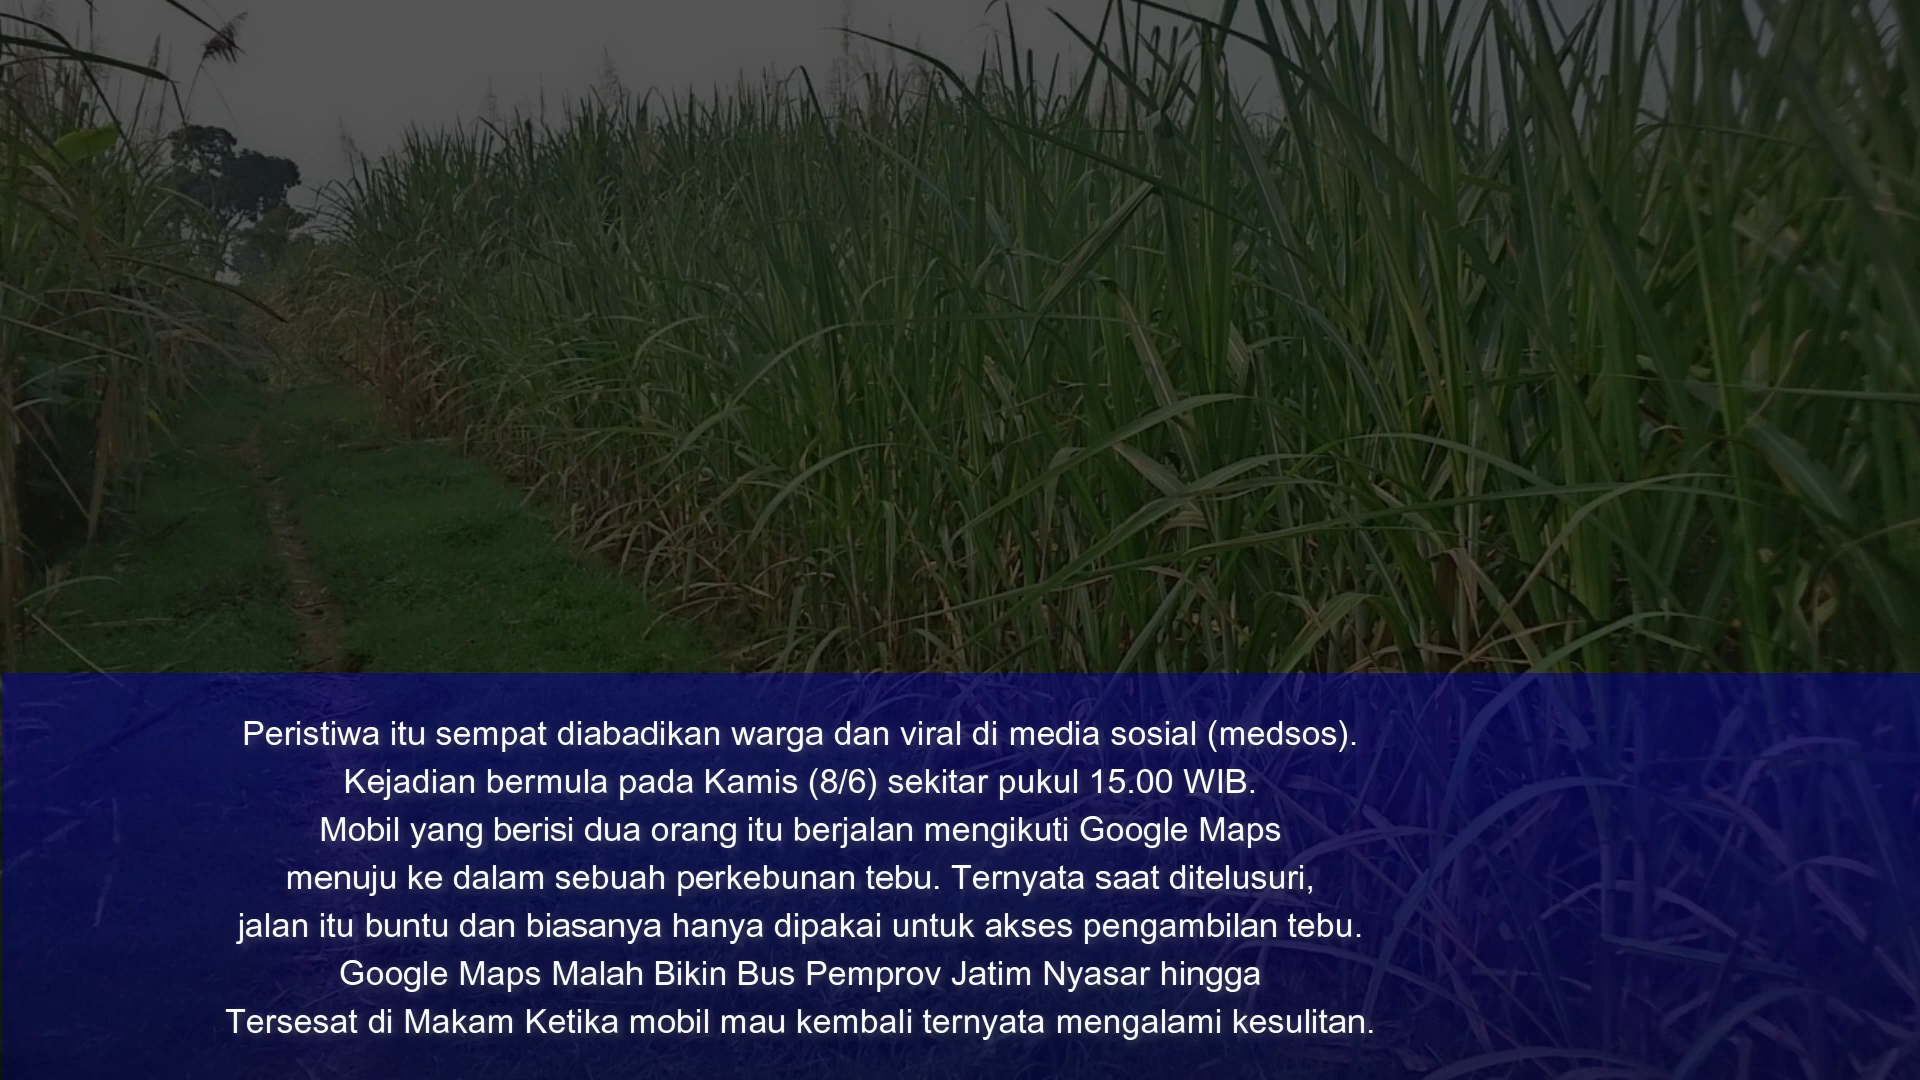 Peristiwa itu sempat diabadikan warga dan viral di media sosial (medsos).
Kejadian bermula pada Kamis (8/6) sekitar pukul 15.00 WIB.
Mobil yang berisi dua orang itu berjalan mengikuti Google Maps
menuju ke dalam sebuah perkebunan tebu. Ternyata saat ditelusuri,
jalan itu buntu dan biasanya hanya dipakai untuk akses pengambilan tebu.
Google Maps Malah Bikin Bus Pemprov Jatim Nyasar hingga
Tersesat di Makam Ketika mobil mau kembali ternyata mengalami kesulitan.